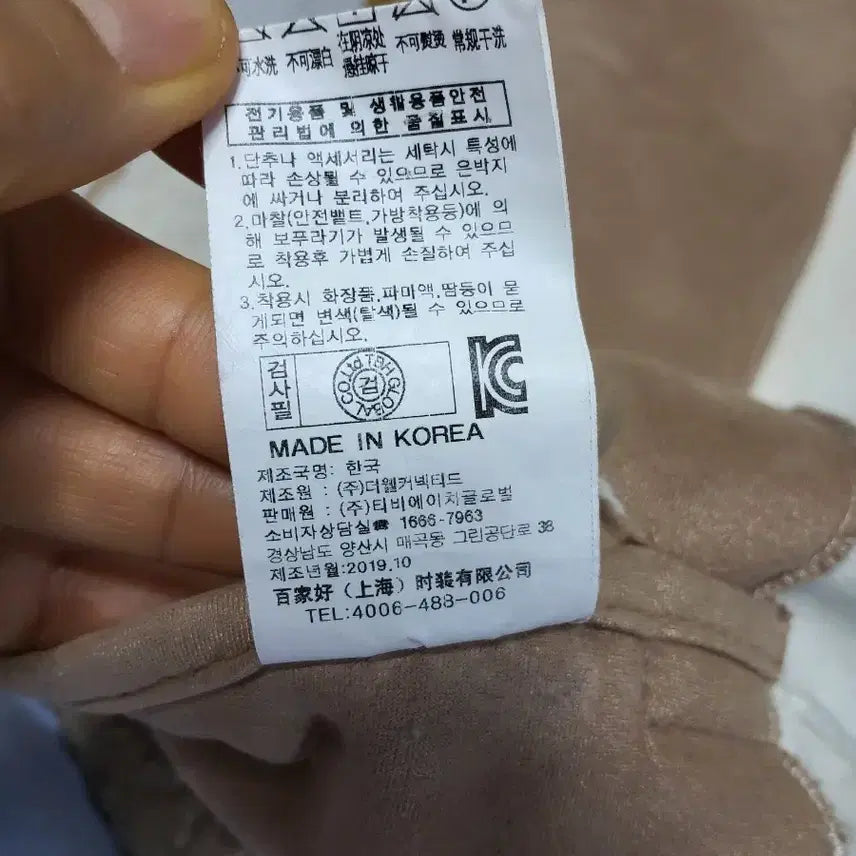 可水洗 不可漂白 在阴凉处 不可熨烫 常规干洗
悬挂晾干
전기용품 및 생활용품안전
관리법에 의한 품질표시
1.단추나 액세서리는 세탁시 특성에
따라 손상될 수 있으므로 은박지
에 싸거나 분리하여 주십시오.
2.마찰(안전밸트,가방착용등)에 의
해 보푸라기가 발생될 수 있으므
로 착용후 가볍게 손질하여 주십
시오.
3.착용시 화장품,파마액,땀등이 묻
게되면 변색(탈색)될 수 있으므로
주의하십시오.
검사필
TBH GLOBAL CO.Ltd
검
KC
MADE IN KOREA
제조국명: 한국
제조원 : (주)더웰커넥티드
판매원 : (주)티비에이치글로벌
소비자상담실☎ 1666-7963
경상남도 양산시 매곡동 그린공단로 38
제조년월:2019.10
百家好（上海）时装有限公司
TEL:4006-488-006